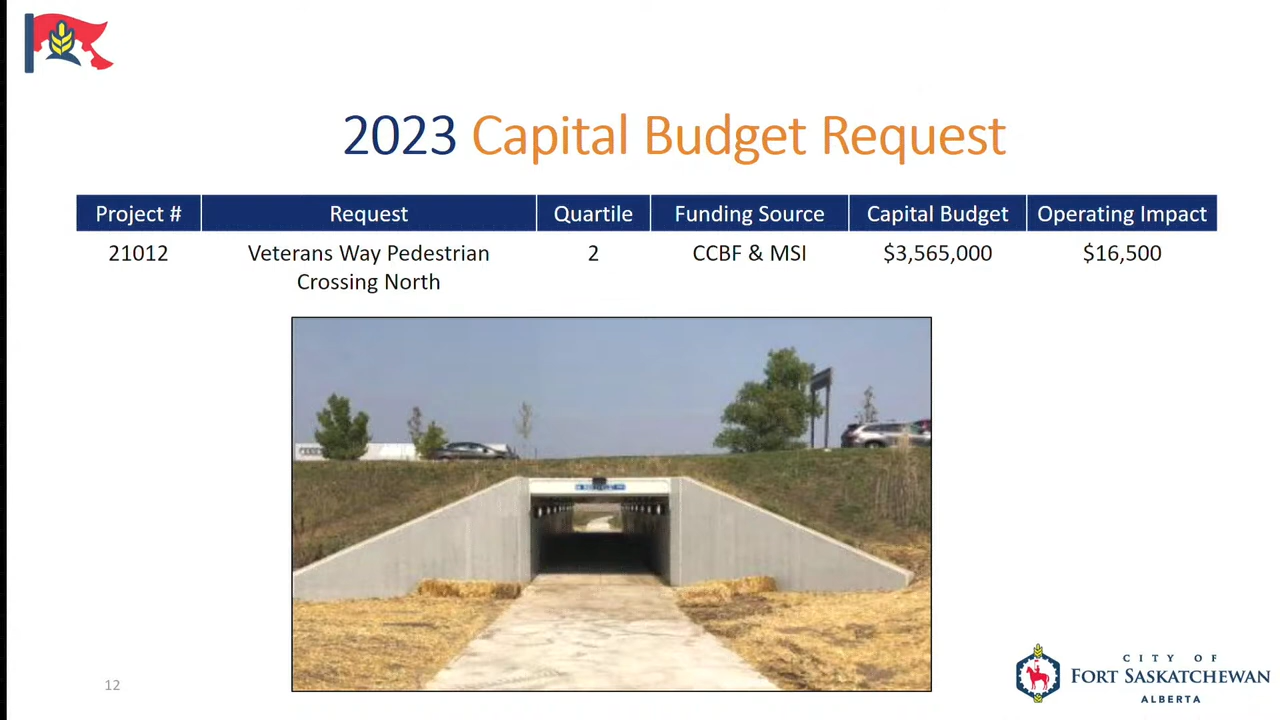 2023 Capital Budget Request
Project # Request Quartile Funding Source Capital Budget Operating Impact
21012 Veterans Way Pedestrian 2 CCBF & MSI $3,565,000 $16,500
Crossing North
12
CITY OF
FORT SASKATCHEWAN
ALBERTA